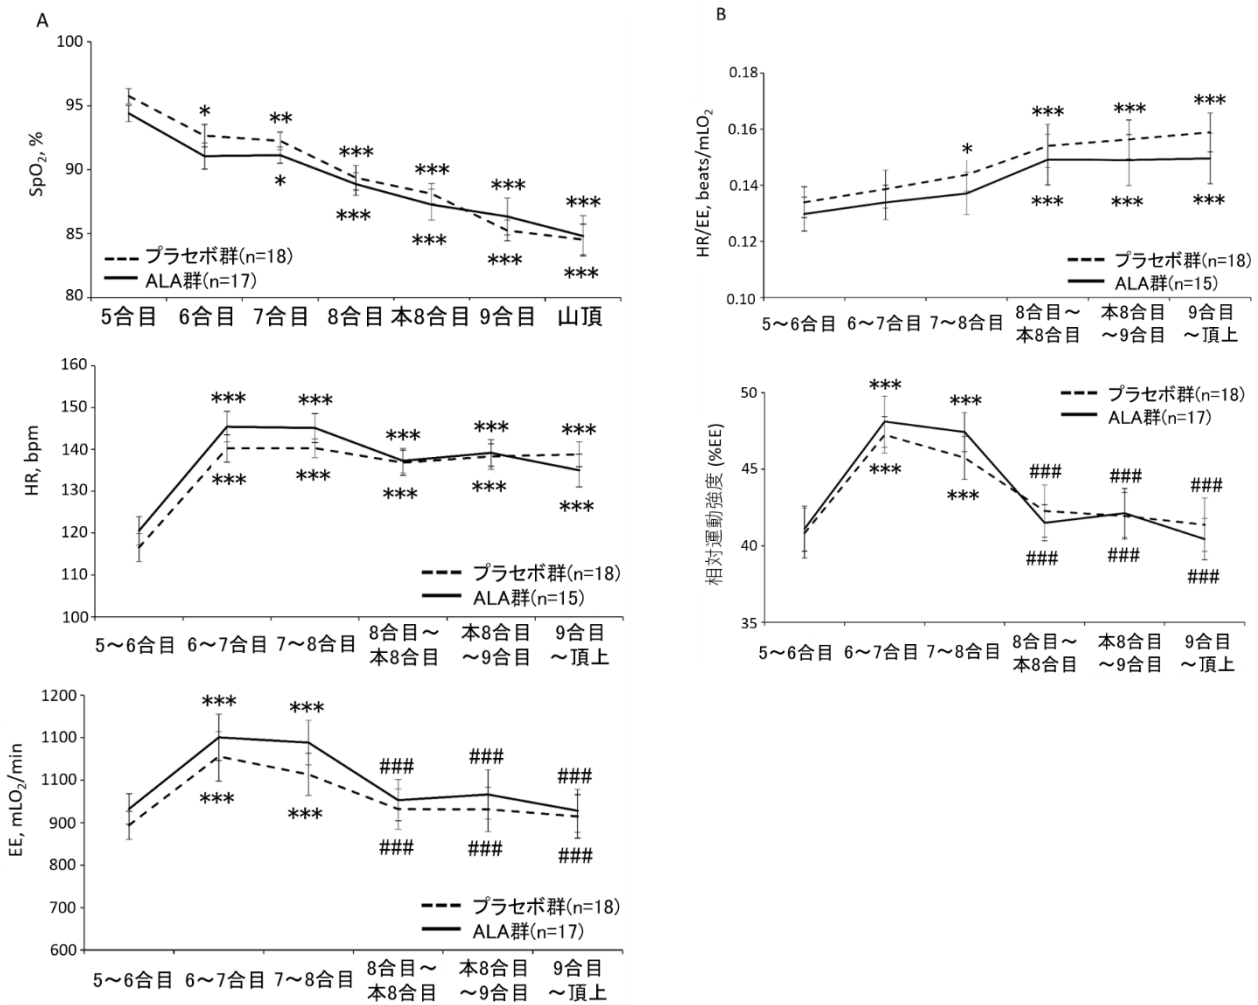 A
100
95
90
85
80
SpO₂, %
*
**
***
***
***
***
*
***
***
***
***
プラセボ群(n=18)
ALA群(n=17)
5合目
6合目
7合目
8合目
本8合目
9合目
山頂
160
150
140
130
120
110
100
HR, bpm
***
***
***
***
***
***
***
***
***
***
プラセボ群(n=18)
ALA群(n=15)
5～6合目
6～7合目
7～8合目
8合目～
本8合目
本8合目
～9合目
9合目
～頂上
1200
1100
1100
900
800
700
600
EE, mLO₂/min
***
***
###
###
###
***
***
###
###
###
プラセボ群(n=18)
ALA群(n=17)
5～6合目
6～7合目
7～8合目
8合目～
本8合目
本8合目
～9合目
9合目
～頂上
B
0.18
0.16
0.14
0.12
0.10
HR/EE, beats/mLO₂
*
***
***
***
***
***
***
プラセボ群(n=18)
ALA群(n=15)
5～6合目
6～7合目
7～8合目
8合目～
本8合目
本8合目
～9合目
9合目
～頂上
50
45
40
35
相対運動強度 (%EE)
***
***
###
###
###
***
***
###
###
###
プラセボ群(n=18)
ALA群(n=17)
5～6合目
6～7合目
7～8合目
8合目～
本8合目
本8合目
～9合目
9合目
～頂上